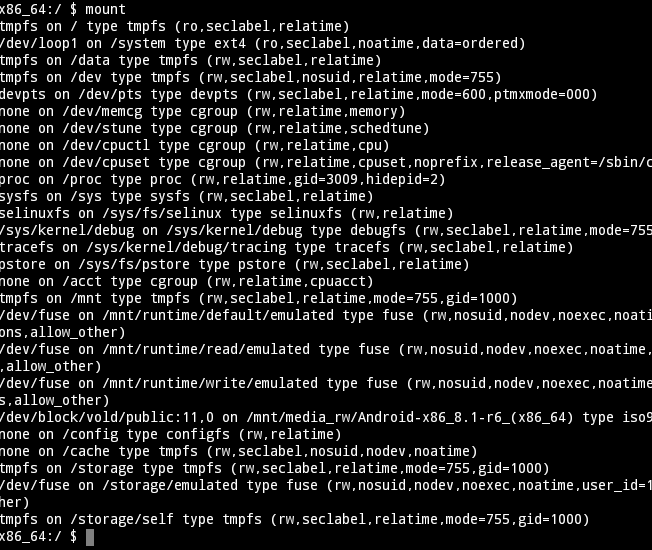 x86_64:/ $ mount
tmpfs on / type tmpfs (ro,seclabel,relatime)
/dev/loop1 on /system type ext4 (ro,seclabel,noatime,data=ordered)
tmpfs on /data type tmpfs (rw,seclabel,relatime)
tmpfs on /dev type tmpfs (rw,seclabel,nosuid,relatime,mode=755)
devpts on /dev/pts type devpts (rw,seclabel,relatime,mode=600,ptmxmode=000)
none on /dev/memcg type cgroup (rw,relatime,memory)
none on /dev/stune type cgroup (rw,relatime,schedtune)
none on /dev/cpuctl type cgroup (rw,relatime,cpu)
none on /dev/cpuset type cgroup (rw,relatime,cpuset,noprefix,release_agent=/sbin/c
proc on /proc type proc (rw,relatime,gid=3009,hidepid=2)
sysfs on /sys type sysfs (rw,seclabel,relatime)
selinuxfs on /sys/fs/selinux type selinuxfs (rw,relatime)
/sys/kernel/debug on /sys/kernel/debug type debugfs (rw,seclabel,relatime,mode=755
tracefs on /sys/kernel/debug/tracing type tracefs (rw,seclabel,relatime)
pstore on /sys/fs/pstore type pstore (rw,seclabel,relatime)
none on /acct type cgroup (rw,relatime,cpuacct)
tmpfs on /mnt type tmpfs (rw,seclabel,relatime,mode=755,gid=1000)
/dev/fuse on /mnt/runtime/default/emulated type fuse (rw,nosuid,nodev,noexec,noati
ons,allow_other)
/dev/fuse on /mnt/runtime/read/emulated type fuse (rw,nosuid,nodev,noexec,noatime,
,allow_other)
/dev/fuse on /mnt/runtime/write/emulated type fuse (rw,nosuid,nodev,noexec,noatime
s,allow_other)
/dev/block/vold/public:11,0 on /mnt/media_rw/Android-x86_8.1-r6_(x86_64) type iso9
none on /config type configfs (rw,relatime)
none on /cache type tmpfs (rw,seclabel,nosuid,nodev,noatime)
tmpfs on /storage type tmpfs (rw,seclabel,relatime,mode=755,gid=1000)
/dev/fuse on /storage/emulated type fuse (rw,nosuid,nodev,noexec,noatime,user_id=1
her)
tmpfs on /storage/self type tmpfs (rw,seclabel,relatime,mode=755,gid=1000)
x86_64:/ $